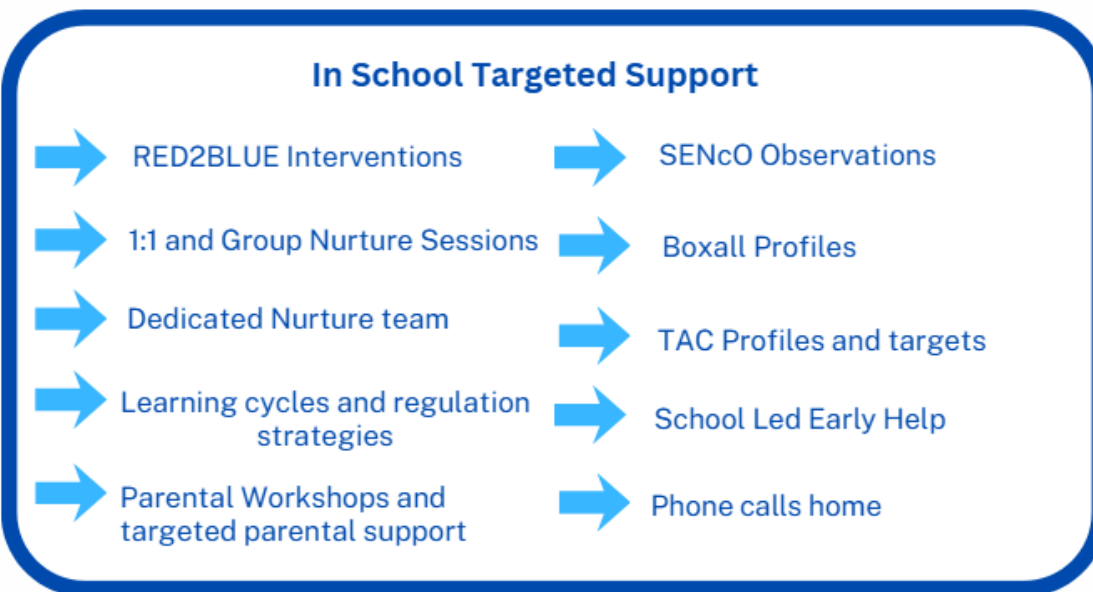 In School Targeted Support
RED2BLUE Interventions
1:1 and Group Nurture Sessions
Dedicated Nurture team
Learning cycles and regulation
strategies
Parental Workshops and
targeted parental support
SENcO Observations
Boxall Profiles
TAC Profiles and targets
School Led Early Help
Phone calls home